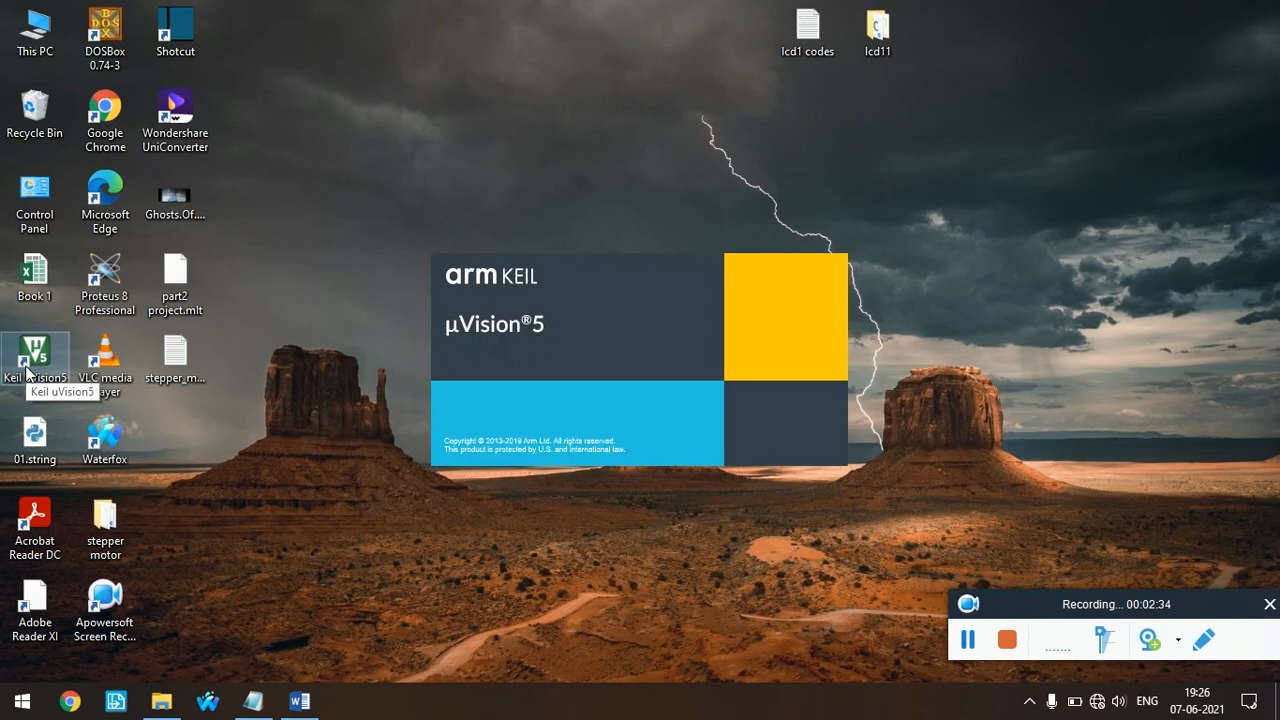 This PC
DOSBox
0.74-3
Shotcut
lcd1 codes
lcd11
Recycle Bin
Google
Chrome
Wondershare
UniConverter
Control
Panel
Microsoft
Edge
Ghosts.Of....
Book 1
Proteus 8
Professional
part2
project.mlt
arm KEIL
µVision®5
Copyright © 2013-2019 Arm Ltd. All rights reserved.
This product is protected by U.S. and international law.
VLC media
stepper_m...
Keil uVision5
01.string
Waterfox
Acrobat
Reader DC
stepper
motor
Adobe
Reader XI
Apowersoft
Screen Rec...
Recording... 00:02:34
ENG
19:26
07-06-2021